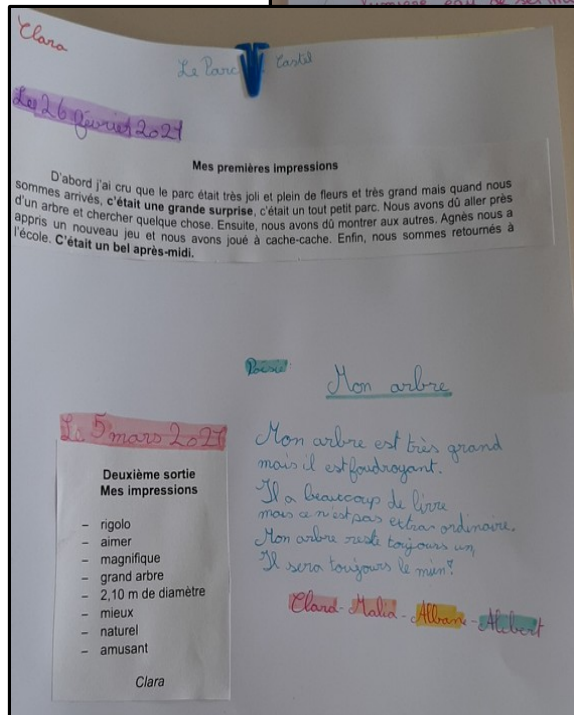 Clara
Le Parc Castil
Le 26 février 2021
Mes premières impressions
D'abord j'ai cru que le parc était très joli et plein de fleurs et très grand mais quand nous
sommes arrivés, c'était une grande surprise, c'était un tout petit parc. Nous avons dû aller près
d'un arbre et chercher quelque chose. Ensuite, nous avons dû montrer aux autres. Agnès nous a
appris un nouveau jeu et nous avons joué à cache-cache. Enfin, nous sommes retournés à
l'école. C'était un bel après-midi.
Poésie
Mon arbre
Mon arbre est très grand
mais il est foudroyant.
Il a beaucoup de livre
mais ce n'est pas extra ordinaire.
Mon arbre reste toujours un,
Il sera toujours le mien!
Clara - Malia - Albane - Alebert
Le 5 mars 2021
Deuxième sortie
Mes impressions
- rigolo
- aimer
- magnifique
- grand arbre
- 2,10 m de diamètre
- mieux
- naturel
- amusant
Clara